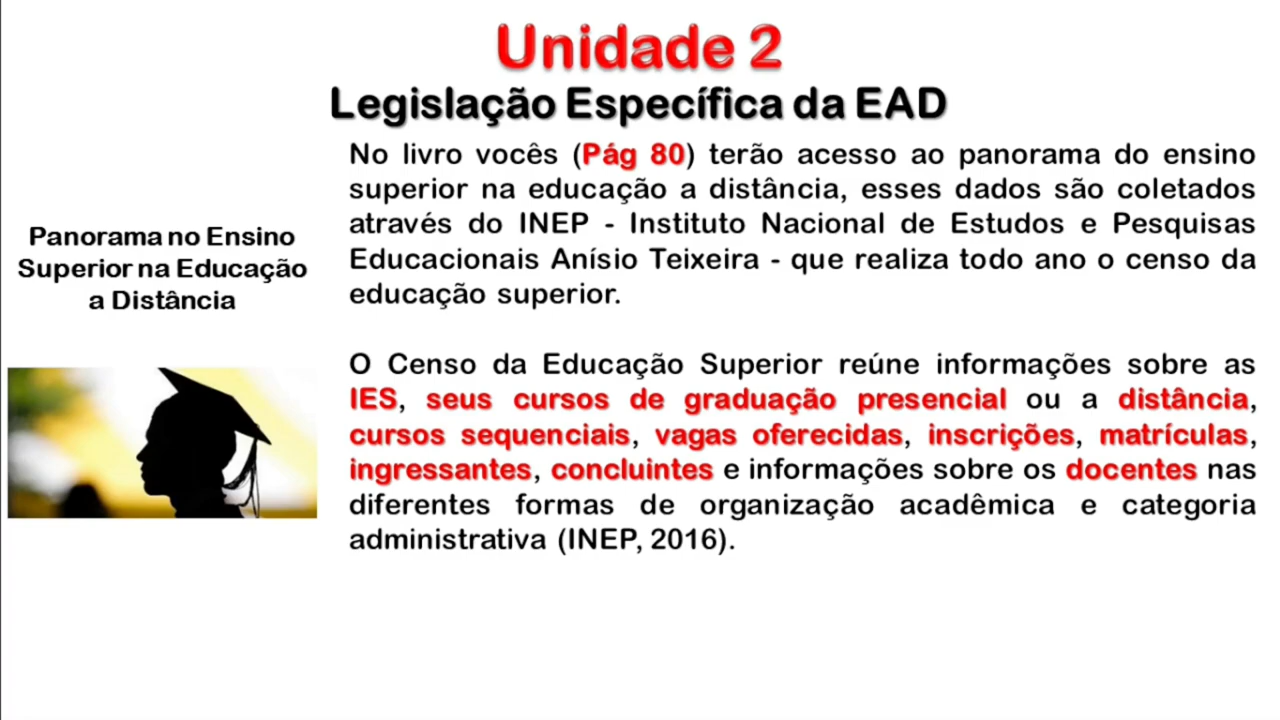 Unidade 2
Legislação Específica da EAD
Panorama no Ensino
Superior na Educação
a Distância
No livro vocês (Pág 80) terão acesso ao panorama do ensino
superior na educação a distância, esses dados são coletados
através do INEP - Instituto Nacional de Estudos e Pesquisas
Educacionais Anísio Teixeira - que realiza todo ano o censo da
educação superior.
O Censo da Educação Superior reúne informações sobre as
IES, seus cursos de graduação presencial ou a distância,
cursos sequenciais, vagas oferecidas, inscrições, matrículas,
ingressantes, concluintes e informações sobre os docentes nas
diferentes formas de organização acadêmica e categoria
administrativa (INEP, 2016).